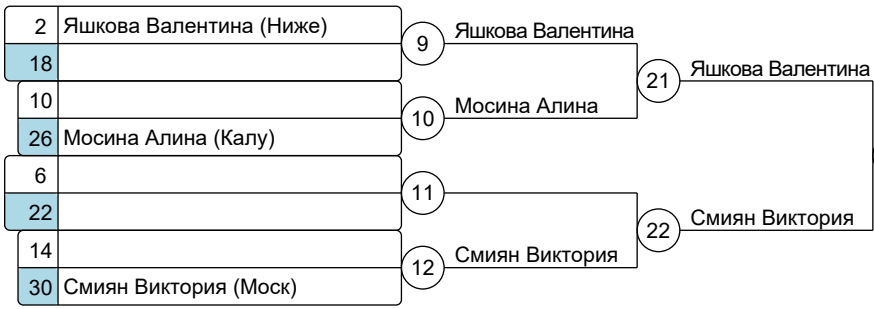 2 Яшкова Валентина (Ниже)
18
9 Яшкова Валентина
10
26 Мосина Алина (Калу)
10 Мосина Алина
21 Яшкова Валентина
6
22
11
14
30 Смиян Виктория (Моск)
12 Смиян Виктория
22 Смиян Виктория